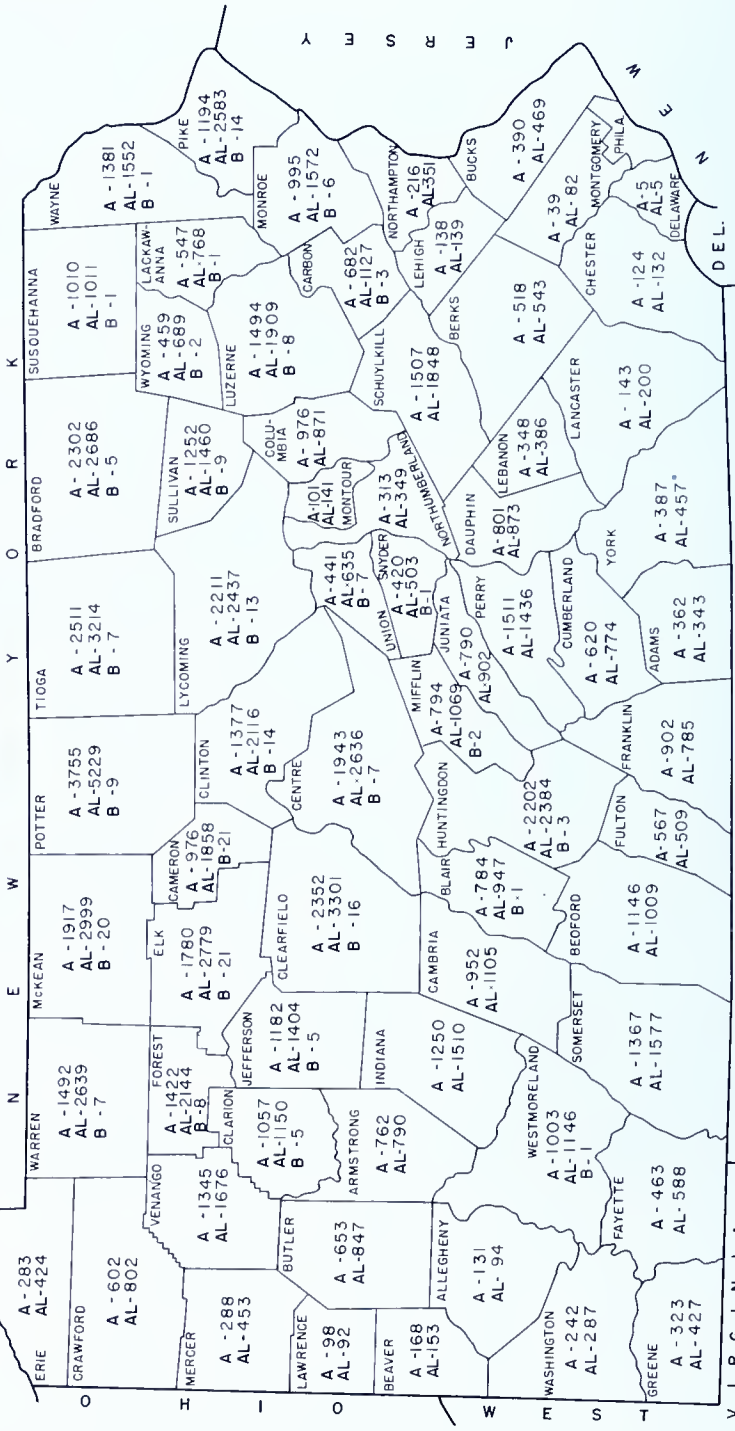 N E W Y O R K
ERIE
A - 283
AL-424
CRAWFORD
A - 602
AL-802
WARREN
A - 1492
AL-2639
B - 7
McKEAN
A - 1917
AL-2999
B - 20
POTTER
A - 3755
AL-5229
B - 9
TIOGA
A - 2511
AL-3214
B - 7
BRADFORD
A - 2302
AL-2686
B - 5
SUSQUEHANNA
A -1010
AL-1011
B - 1
WAYNE
A - 1381
AL-1552
B - 1
PIKE
A - 1194
AL-2583
B - 14
MERCER
A - 288
AL-453
VENANGO
A - 1345
AL - 1676
FOREST
A - 1422
AL-2144
B - 8
ELK
A - 1780
AL-2779
B - 21
CAMERON
A - 976
AL-1858
B-21
CLINTON
A - 1377
AL-2116
B - 14
LYCOMING
A - 2211
AL-2437
B - 13
SULLIVAN
A - 1252
AL-1460
B - 9
WYOMING
A -459
AL - 689
B - 2
LACKAW-
ANNA
A - 547
AL-768
B - 1
LUZERNE
A - 1494
AL-1909
B - 8
MONROE
A - 995
AL-1572
B - 6
CARBON
A - 682
AL-1127
B - 3
LAWRENCE
A - 98
AL-92
BUTLER
A - 653
AL-847
CLARION
A -1057
AL-1150
B - 5
JEFFERSON
A - 1182
AL-1404
B - 5
CLEARFIELD
A - 2352
AL-3301
B - 16
CENTRE
A - 1943
AL-2636
B - 7
UNION
A-441
AL-635
B - 7
MONTOUR
A-101
AL-141
COLU-
MBIA
A - 976
AL-871
NORTHUMBERLAND
A -313
AL-349
SNYDER
A -420
AL-503
B - 1
BEAVER
A -168
AL-153
ALLEGHENY
A - 131
AL- 94
ARMSTRONG
A - 762
AL-790
INDIANA
A - 1250
AL-1510
CAMBRIA
A - 952
AL-1105
BLAIR
A -784
AL-947
B - 1
HUNTINGDON
A - 2202
AL-2384
B - 3
MIFFLIN
A-794
AL-1069
B-2
JUNIATA
A -790
AL-902
PERRY
A -1511
AL-1436
DAUPHIN
A-801
AL-873
SCHUYLKILL
A - 1507
AL-1848
LEBANON
A - 348
AL-386
BERKS
A - 518
AL-543
LEHIGH
A -138
AL-139
NORTHAMPTON
A - 216
AL-351
BUCKS
A - 390
AL-469
WASHINGTON
A - 242
AL-287
WESTMORELAND
A -1003
AL-1146
B - 1
GREENE
A - 323
AL-427
FAYETTE
A - 463
AL- 588
SOMERSET
A - 1367
AL-1577
BEDFORD
A - 1146
AL-1009
FULTON
A -567
AL-509
FRANKLIN
A - 902
AL-785
CUMBERLAND
A - 620
AL-774
ADAMS
A - 362
AL-343
YORK
A -387
AL-457
LANCASTER
A - 143
AL-200
CHESTER
A - 124
AL-132
MONTGOMERY
A - 39
AL- 82
PHILA.
DELAWARE
A - 5
AL-5
DEL.
N E W
J E R S E Y
O H I O
W E S T
V I R G I N I A